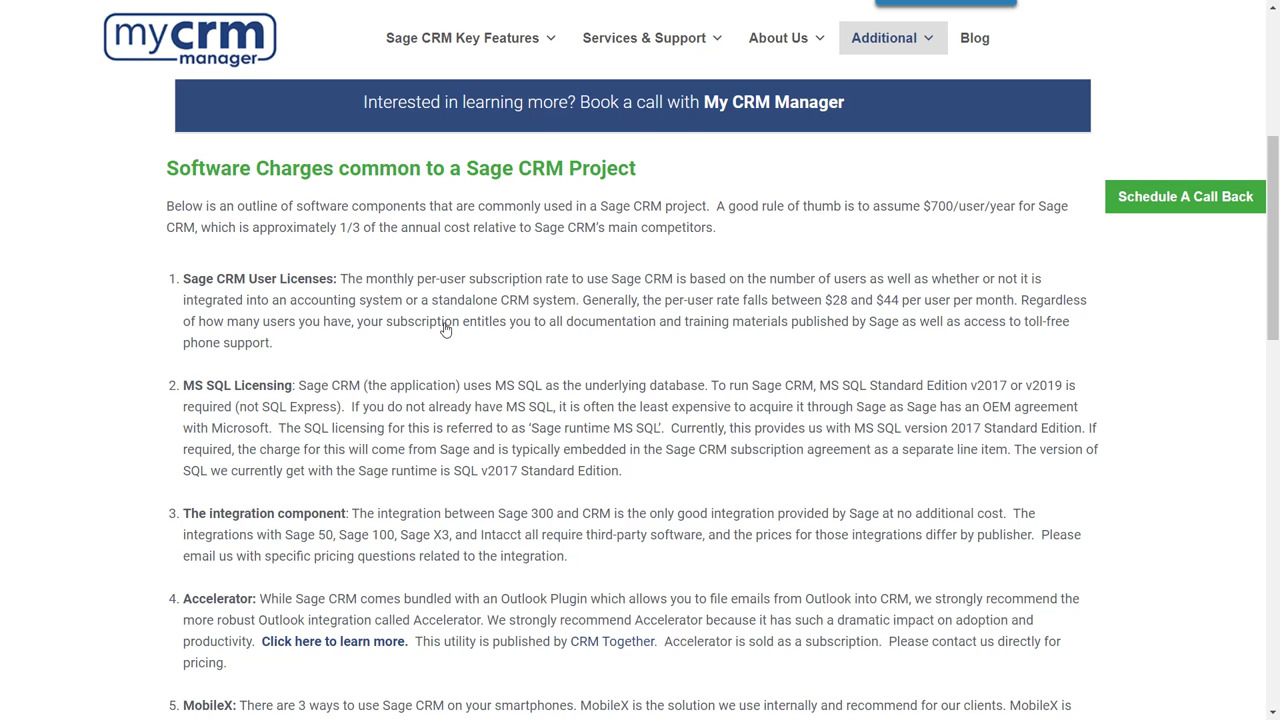 mycrm
manager
Sage CRM Key Features
Services & Support
About Us
Additional
Blog
Interested in learning more? Book a call with My CRM Manager
Software Charges common to a Sage CRM Project
Schedule A Call Back
Below is an outline of software components that are commonly used in a Sage CRM project. A good rule of thumb is to assume $700/user/year for Sage
CRM, which is approximately 1/3 of the annual cost relative to Sage CRM's main competitors.
1. Sage CRM User Licenses: The monthly per-user subscription rate to use Sage CRM is based on the number of users as well as whether or not it is
integrated into an accounting system or a standalone CRM system. Generally, the per-user rate falls between $28 and $44 per user per month. Regardless
of how many users you have, your subscription entitles you to all documentation and training materials published by Sage as well as access to toll-free
phone support.
2. MS SQL Licensing: Sage CRM (the application) uses MS SQL as the underlying database. To run Sage CRM, MS SQL Standard Edition v2017 or v2019 is
required (not SQL Express). If you do not already have MS SQL, it is often the least expensive to acquire it through Sage as Sage has an OEM agreement
with Microsoft. The SQL licensing for this is referred to as 'Sage runtime MS SQL'. Currently, this provides us with MS SQL version 2017 Standard Edition. If
required, the charge for this will come from Sage and is typically embedded in the Sage CRM subscription agreement as a separate line item. The version of
SQL we currently get with the Sage runtime is SQL v2017 Standard Edition.
3. The integration component: The integration between Sage 300 and CRM is the only good integration provided by Sage at no additional cost. The
integrations with Sage 50, Sage 100, Sage X3, and Intacct all require third-party software, and the prices for those integrations differ by publisher. Please
email us with specific pricing questions related to the integration.
4. Accelerator: While Sage CRM comes bundled with an Outlook Plugin which allows you to file emails from Outlook into CRM, we strongly recommend the
more robust Outlook integration called Accelerator. We strongly recommend Accelerator because it has such a dramatic impact on adoption and
productivity. Click here to learn more. This utility is published by CRM Together. Accelerator is sold as a subscription. Please contact us directly for
pricing.
5. MobileX: There are 3 ways to use Sage CRM on your smartphones. MobileX is the solution we use internally and recommend for our clients. MobileX is